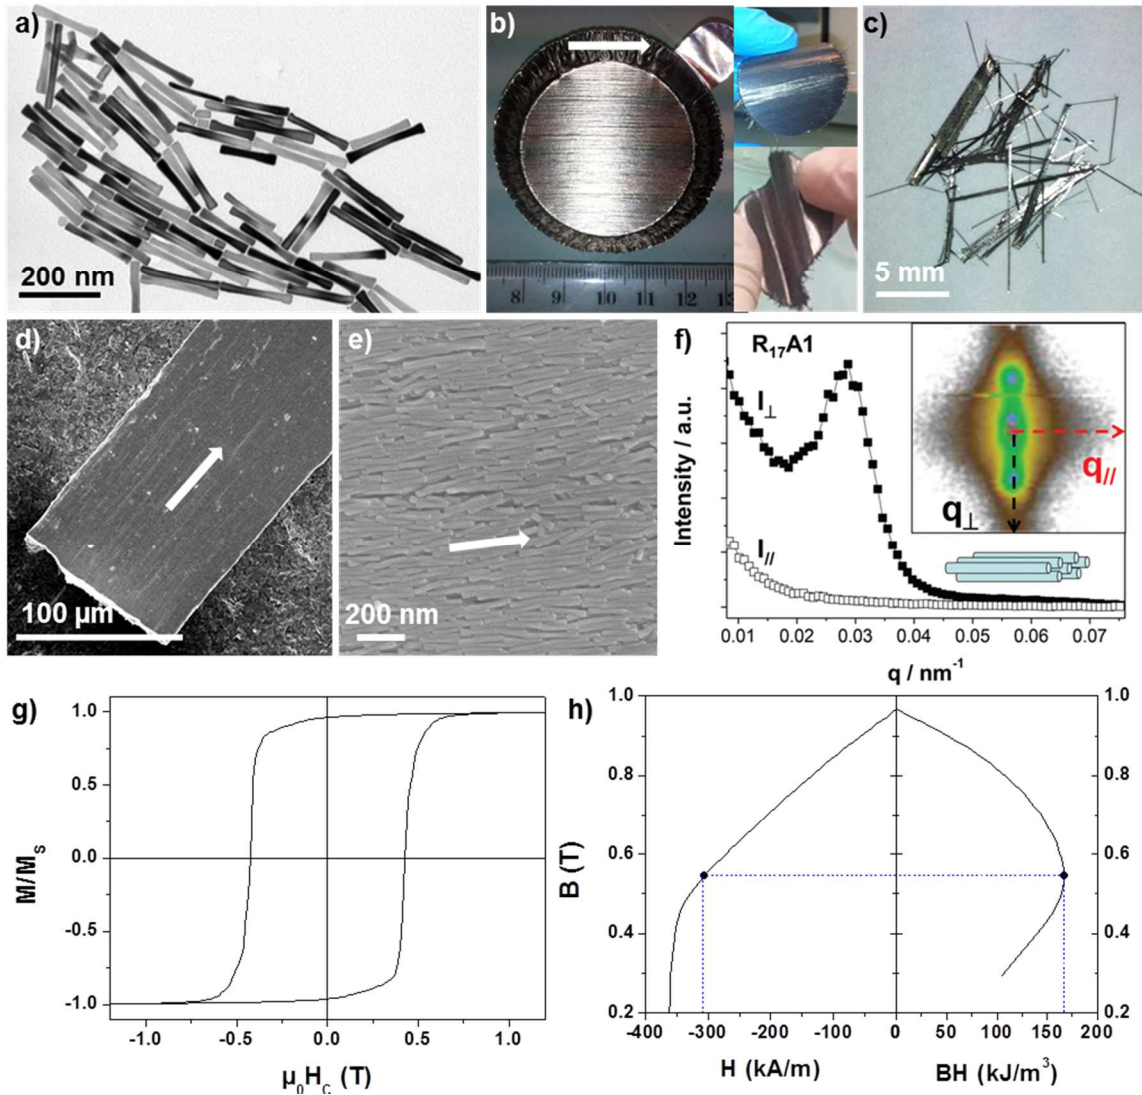 a)
200 nm
b)
8 9 10 11 12 13
c)
5 mm
d)
100 µm
e)
200 nm
f)
R₁₇A1
I⊥
I//
q//
q⊥
Intensity / a.u.
0.01 0.02 0.03 0.04 0.05 0.06 0.07
q / nm⁻¹
g)
M/Mₛ
1.0
0.5
0.0
-0.5
-1.0
-1.0 -0.5 0.0 0.5 1.0
µ₀H_C (T)
h)
B (T)
1.0 1.0
0.8 0.8
0.6 0.6
0.4 0.4
0.2 0.2
-400 -300 -200 -100 0 50 100 150 200
H (kA/m) BH (kJ/m³)